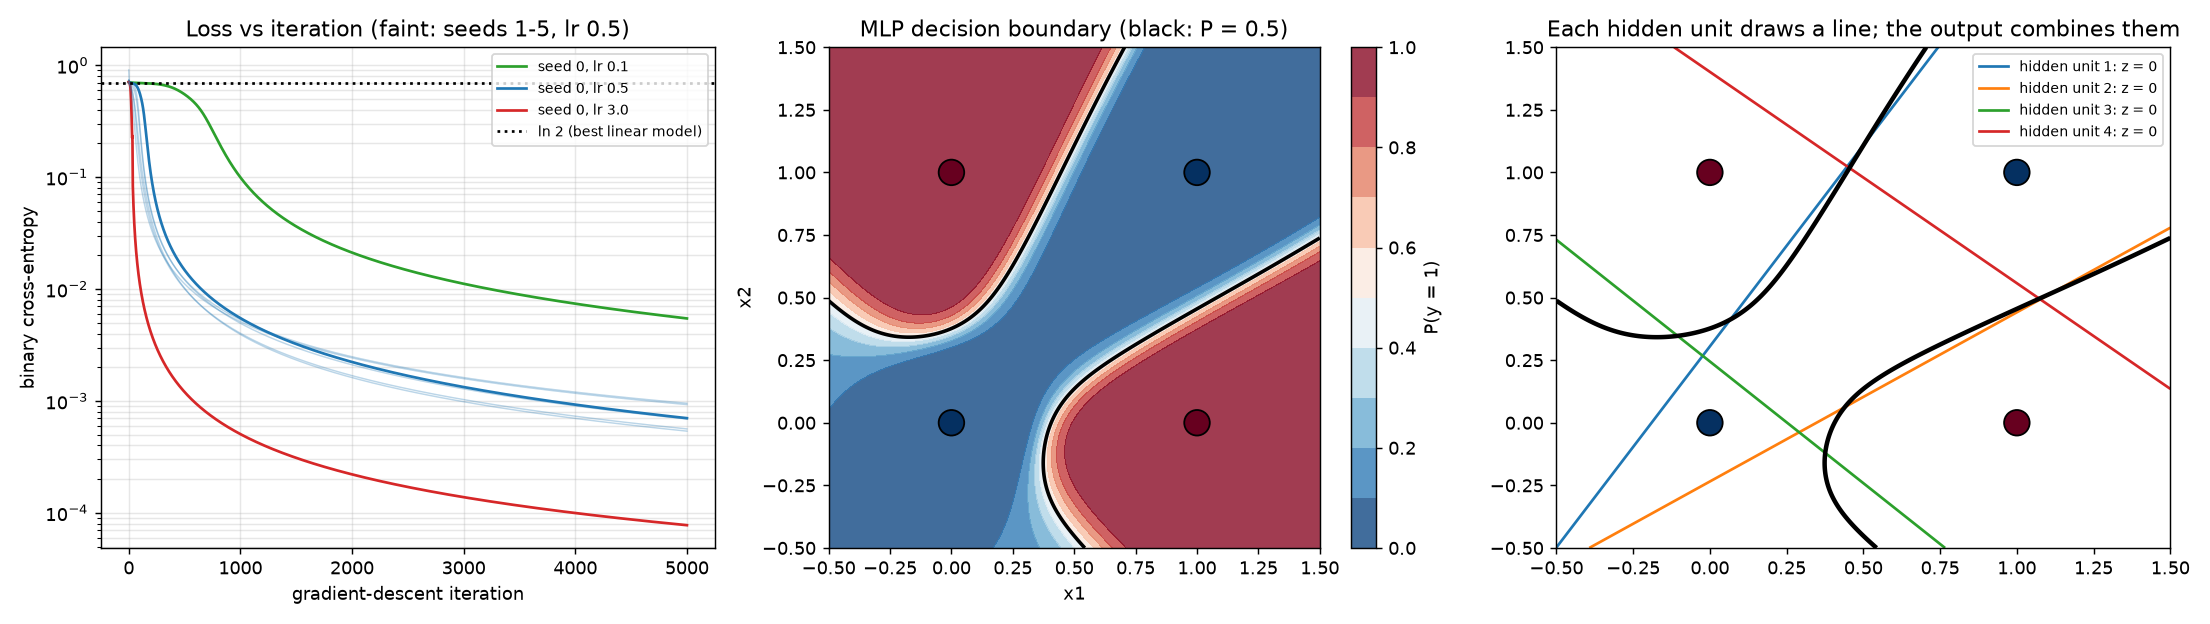 Loss vs iteration (faint: seeds 1-5, lr 0.5)
seed 0, lr 0.1
seed 0, lr 0.5
seed 0, lr 3.0
ln 2 (best linear model)
10^0
10^-1
10^-2
10^-3
10^-4
binary cross-entropy
0 1000 2000 3000 4000 5000
gradient-descent iteration
MLP decision boundary (black: P = 0.5)
1.50
1.25
1.00
0.75
0.50
0.25
0.00
−0.25
−0.50
x2
−0.50 −0.25 0.00 0.25 0.50 0.75 1.00 1.25 1.50
x1
1.0
0.8
0.6
0.4
0.2
0.0
P(y = 1)
Each hidden unit draws a line; the output combines them
hidden unit 1: z = 0
hidden unit 2: z = 0
hidden unit 3: z = 0
hidden unit 4: z = 0
1.50
1.25
1.00
0.75
0.50
0.25
0.00
−0.25
−0.50
−0.50 −0.25 0.00 0.25 0.50 0.75 1.00 1.25 1.50